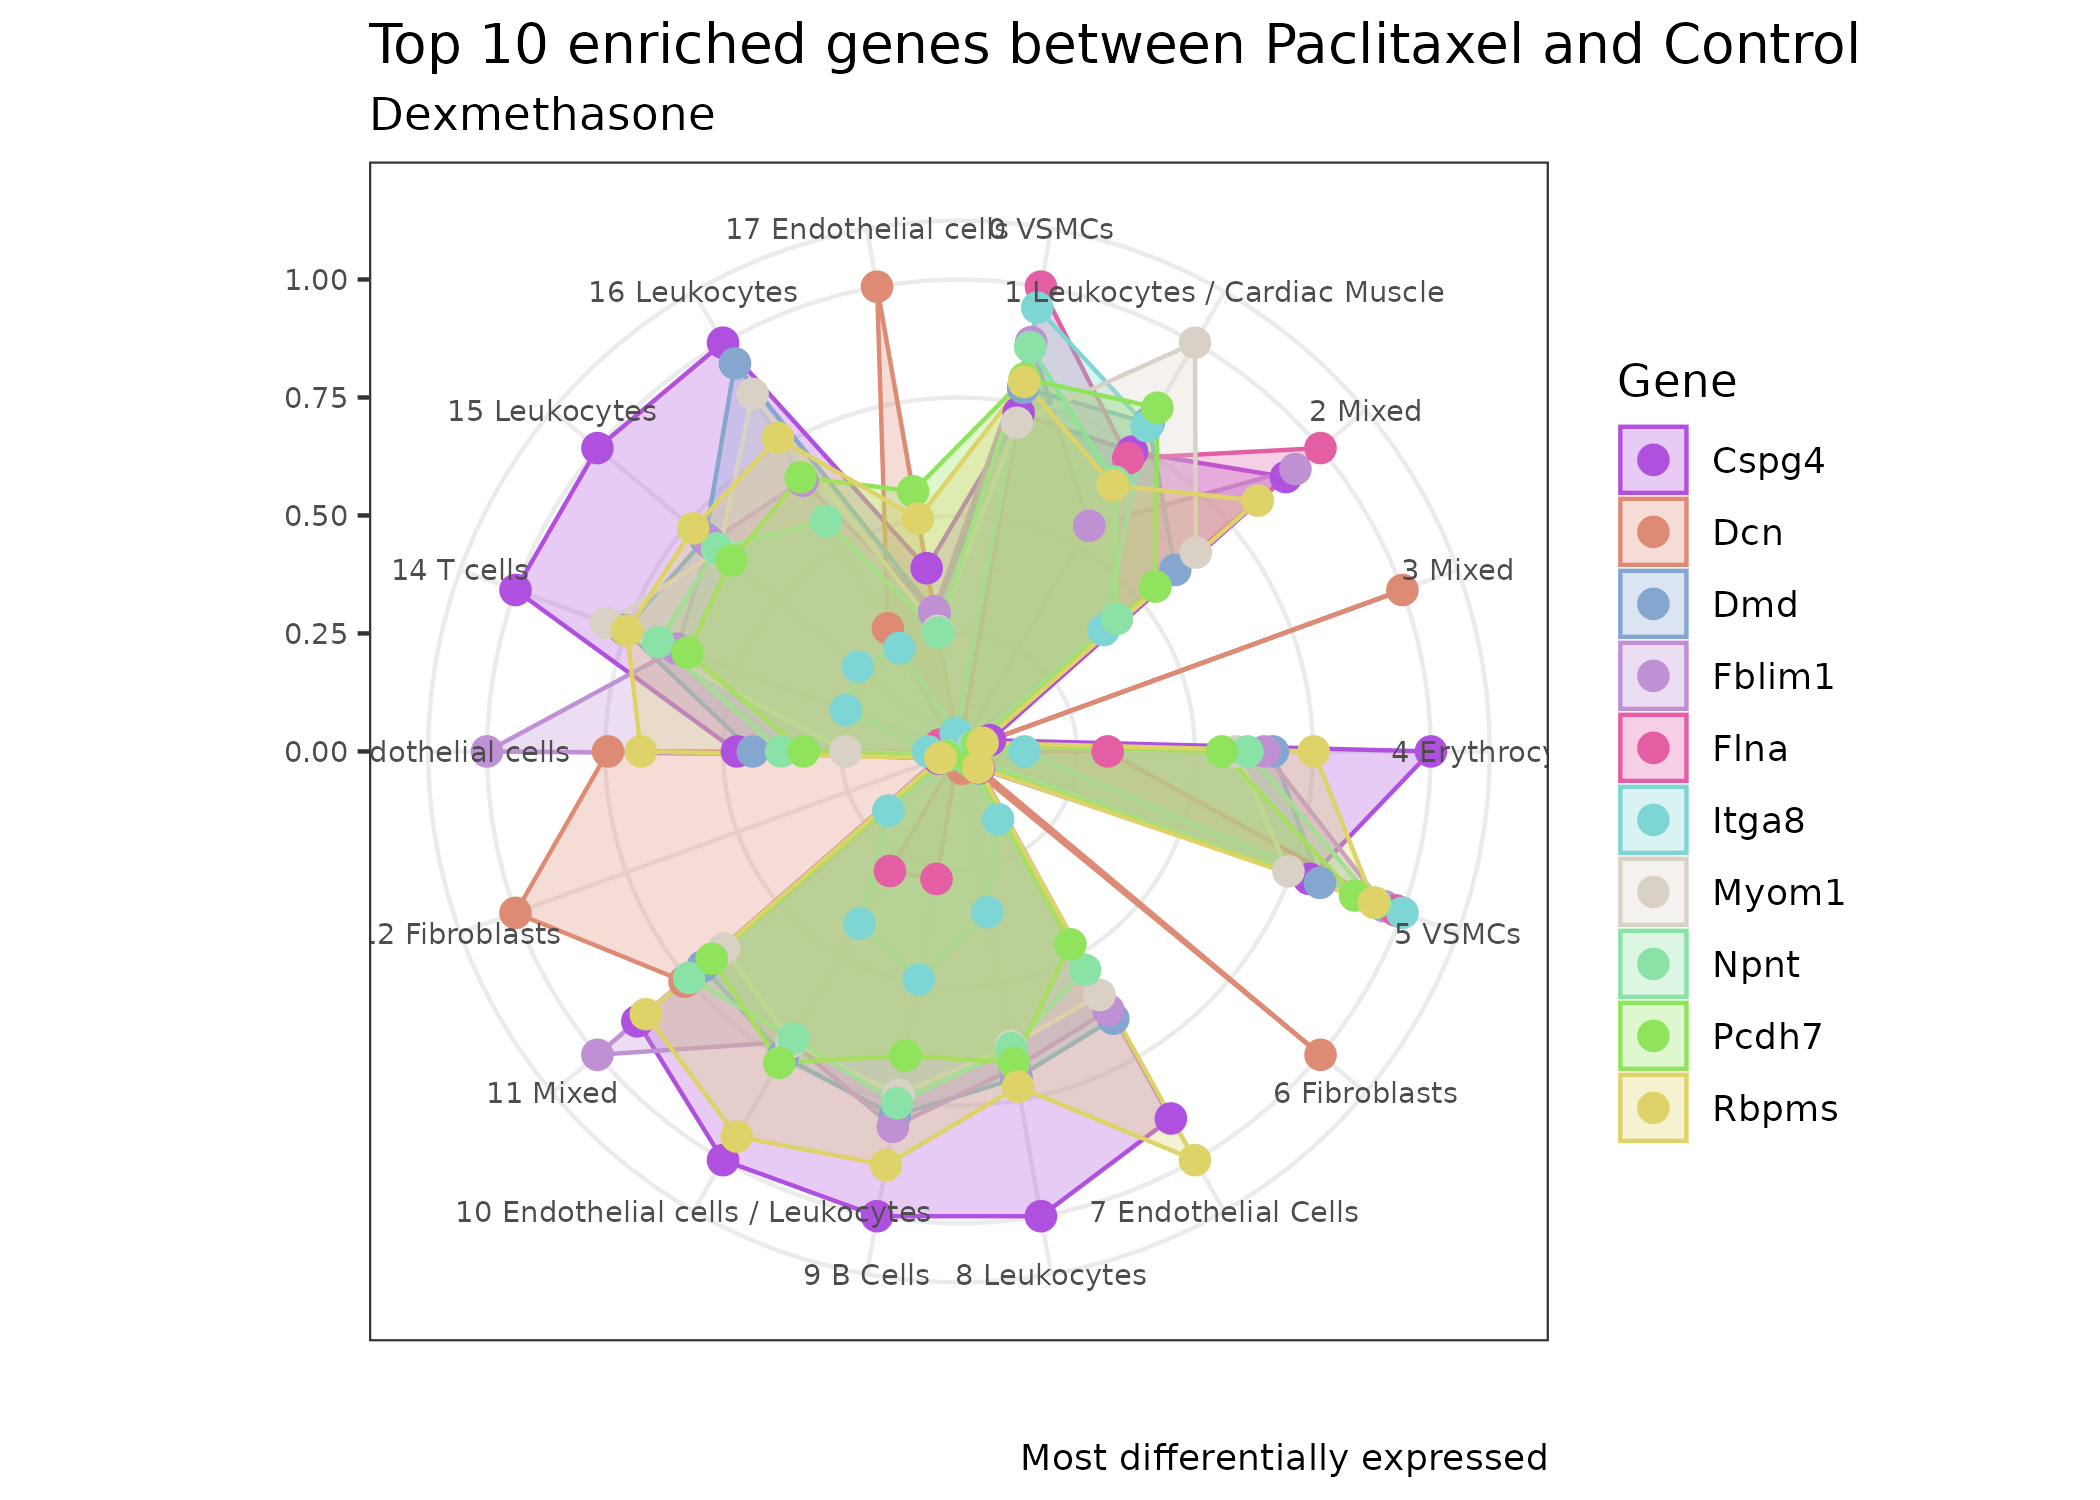 Top 10 enriched genes between Paclitaxel and Control
Dexmethasone
17 Endothelial cells
0 VSMCs
16 Leukocytes
1 Leukocytes / Cardiac Muscle
15 Leukocytes
2 Mixed
14 T cells
3 Mixed
dothelial cells
4 Erythrocy
12 Fibroblasts
5 VSMCs
11 Mixed
6 Fibroblasts
10 Endothelial cells / Leukocytes
7 Endothelial Cells
9 B Cells
8 Leukocytes
1.00
0.75
0.50
0.25
0.00
Gene
Cspg4
Dcn
Dmd
Fblim1
Flna
Itga8
Myom1
Npnt
Pcdh7
Rbpms
Most differentially expressed